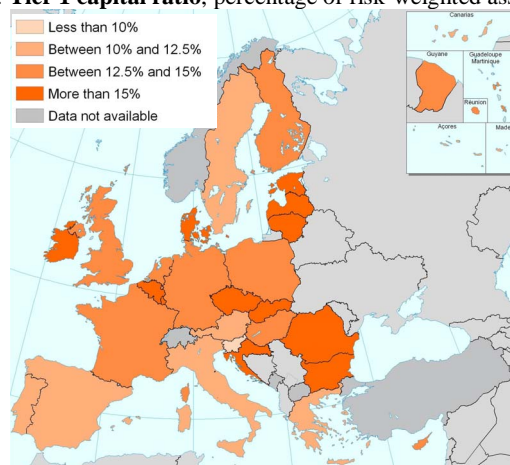 Tier 1 capital ratio, percentage of risk-weighted ass
Less than 10%
Between 10% and 12.5%
Between 12.5% and 15%
More than 15%
Data not available
Canarias
Guyane
Guadeloupe
Martinique
Réunion
Açores
Made